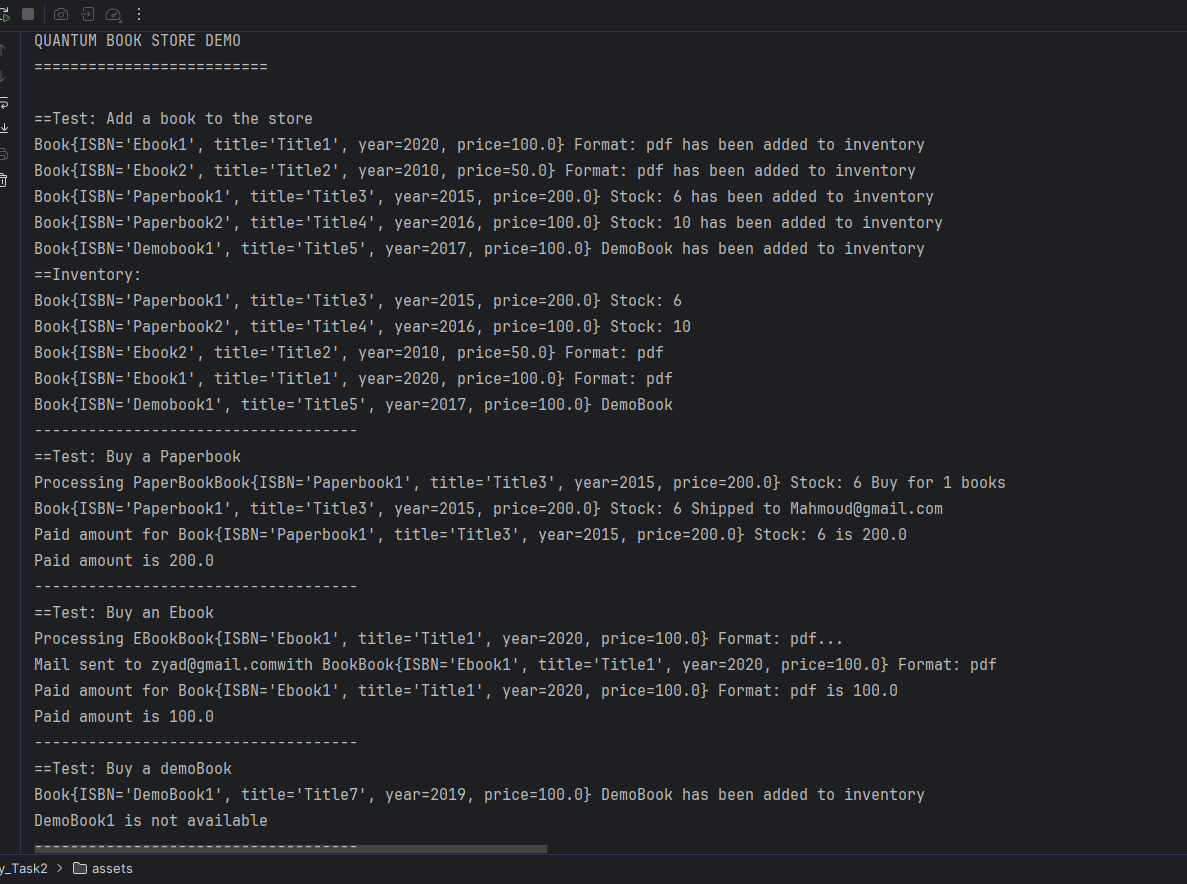 QUANTUM BOOK STORE DEMO
==========================
==Test: Add a book to the store
Book{ISBN='Ebook1', title='Title1', year=2020, price=100.0} Format: pdf has been added to inventory
Book{ISBN='Ebook2', title='Title2', year=2010, price=50.0} Format: pdf has been added to inventory
Book{ISBN='Paperbook1', title='Title3', year=2015, price=200.0} Stock: 6 has been added to inventory
Book{ISBN='Paperbook2', title='Title4', year=2016, price=100.0} Stock: 10 has been added to inventory
Book{ISBN='Demobook1', title='Title5', year=2017, price=100.0} DemoBook has been added to inventory
==Inventory:
Book{ISBN='Paperbook1', title='Title3', year=2015, price=200.0} Stock: 6
Book{ISBN='Paperbook2', title='Title4', year=2016, price=100.0} Stock: 10
Book{ISBN='Ebook2', title='Title2', year=2010, price=50.0} Format: pdf
Book{ISBN='Ebook1', title='Title1', year=2020, price=100.0} Format: pdf
Book{ISBN='Demobook1', title='Title5', year=2017, price=100.0} DemoBook
------------------------------------
==Test: Buy a Paperbook
Processing PaperBookBook{ISBN='Paperbook1', title='Title3', year=2015, price=200.0} Stock: 6 Buy for 1 books
Book{ISBN='Paperbook1', title='Title3', year=2015, price=200.0} Stock: 6 Shipped to Mahmoud@gmail.com
Paid amount for Book{ISBN='Paperbook1', title='Title3', year=2015, price=200.0} Stock: 6 is 200.0
Paid amount is 200.0
------------------------------------
==Test: Buy an Ebook
Processing EBookBook{ISBN='Ebook1', title='Title1', year=2020, price=100.0} Format: pdf...
Mail sent to zyad@gmail.comwith BookBook{ISBN='Ebook1', title='Title1', year=2020, price=100.0} Format: pdf
Paid amount for Book{ISBN='Ebook1', title='Title1', year=2020, price=100.0} Format: pdf is 100.0
Paid amount is 100.0
------------------------------------
==Test: Buy a demoBook
Book{ISBN='DemoBook1', title='Title7', year=2019, price=100.0} DemoBook has been added to inventory
DemoBook1 is not available
------------------------------------
y_Task2 > assets